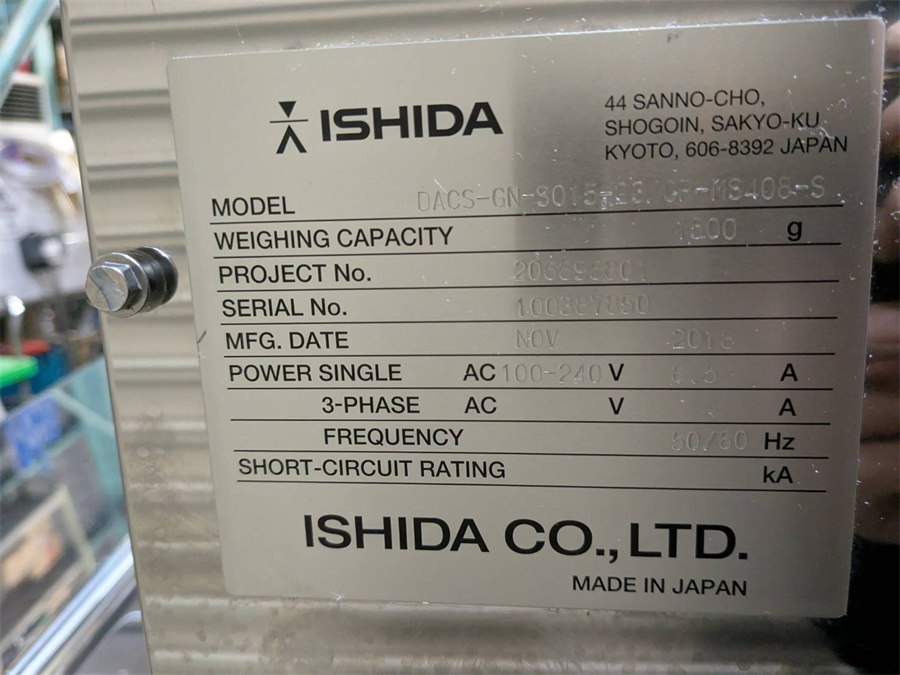 ISHIDA
44 SANNO-CHO,
SHOGOIN, SAKYO-KU
KYOTO, 606-8392 JAPAN
MODEL
WEIGHING CAPACITY g
PROJECT No.
SERIAL No.
MFG. DATE NOV
POWER SINGLE AC 100-240 V A
3-PHASE AC V A
FREQUENCY 50/60 Hz
SHORT-CIRCUIT RATING kA
ISHIDA CO., LTD.
MADE IN JAPAN